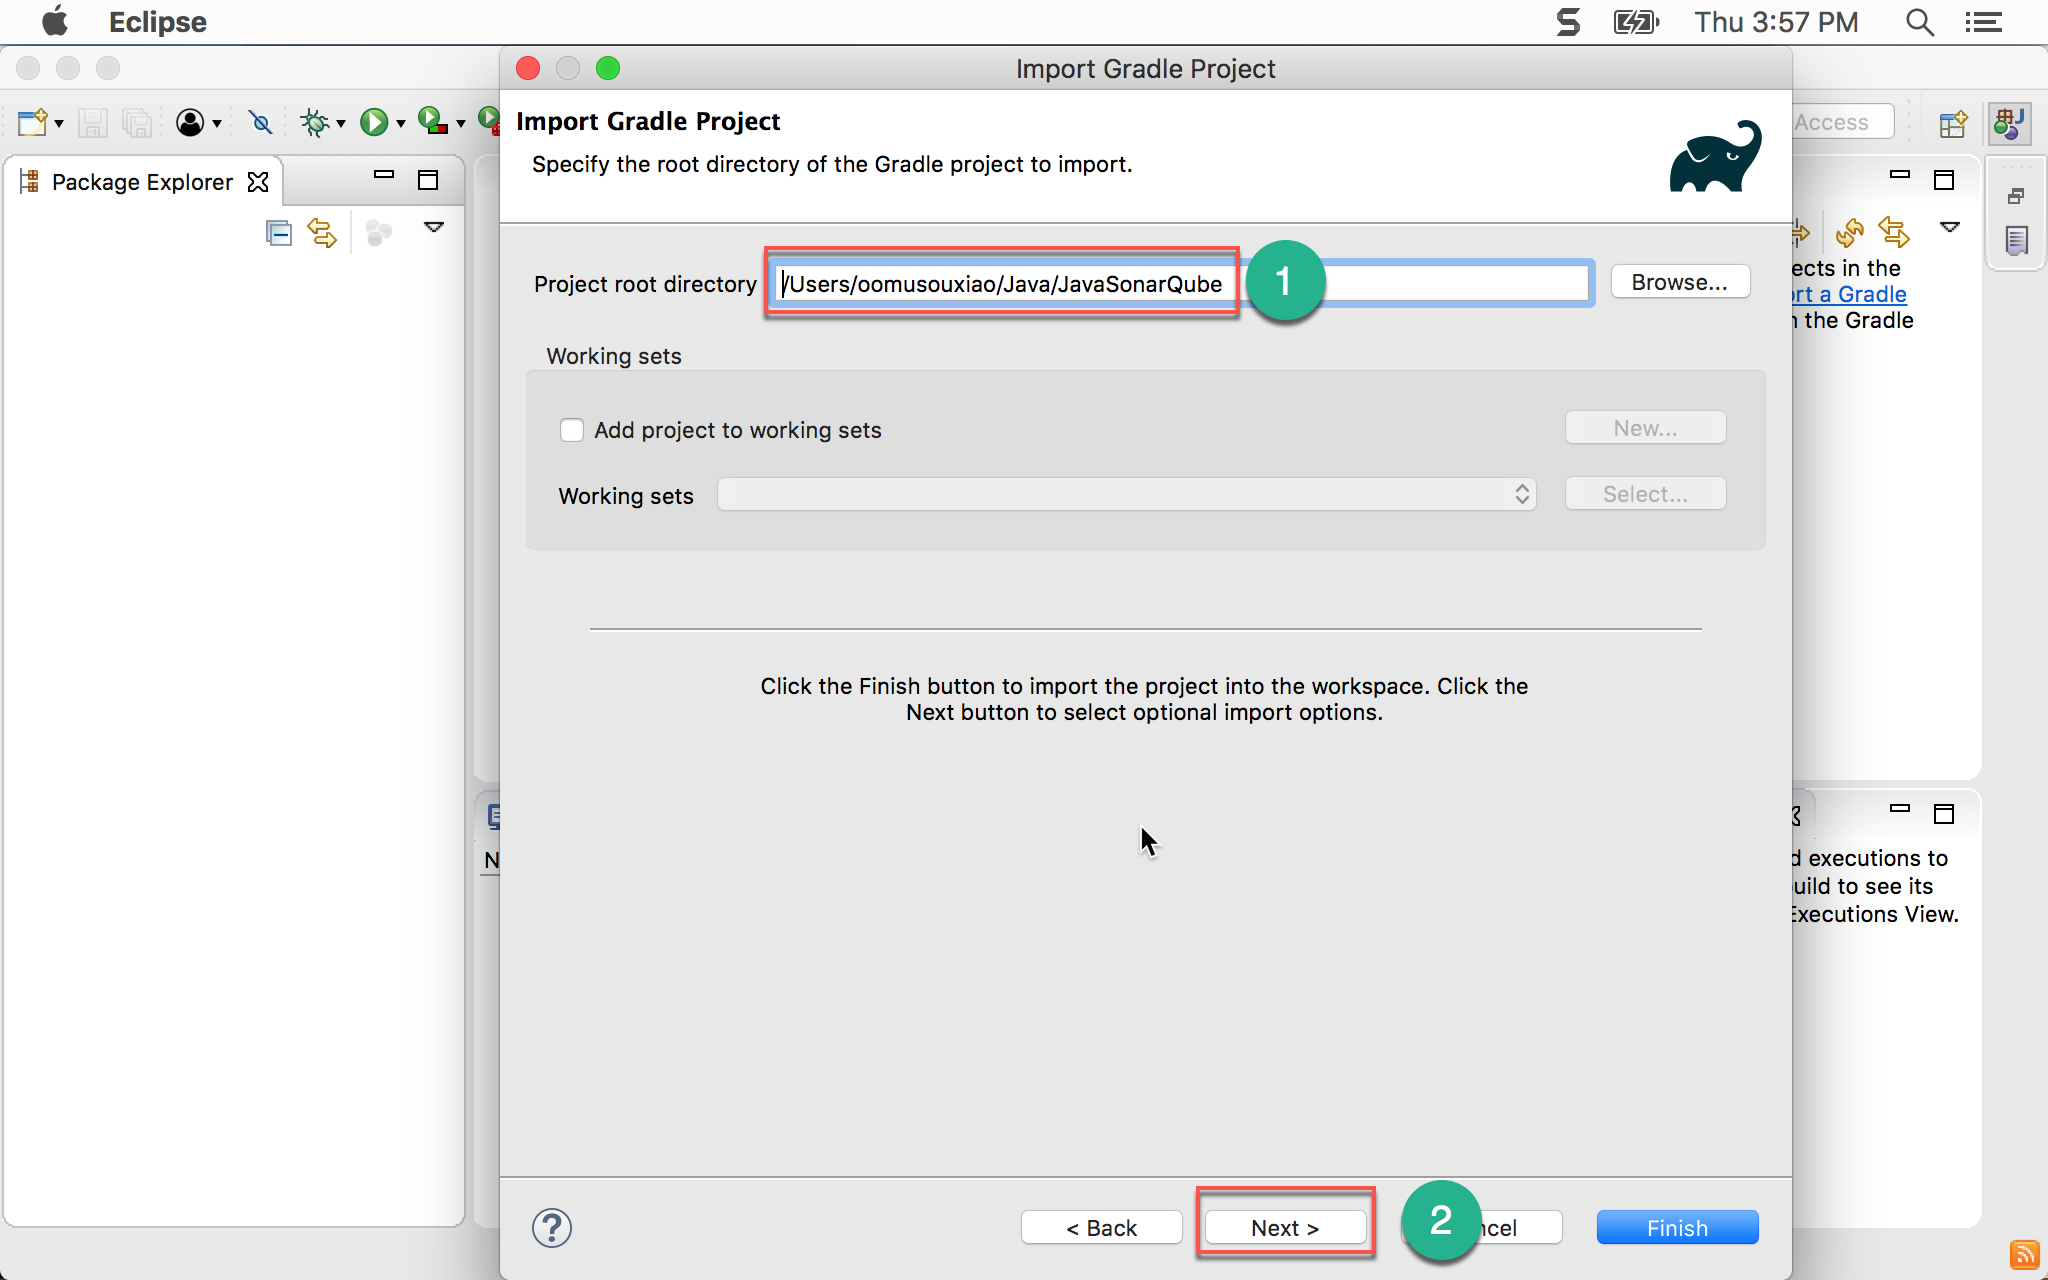 Eclipse
Thu 3:57 PM
Import Gradle Project
Import Gradle Project
Specify the root directory of the Gradle project to import.
Access
Package Explorer
Project root directory /Users/oomusouxiao/Java/JavaSonarQube 1 Browse...
ects in the
rt a Gradle
the Gradle
Working sets
Add project to working sets New...
Working sets Select...
Click the Finish button to import the project into the workspace. Click the
Next button to select optional import options.
N
d executions to
uild to see its
Executions View.
? < Back Next > 2 ncel Finish